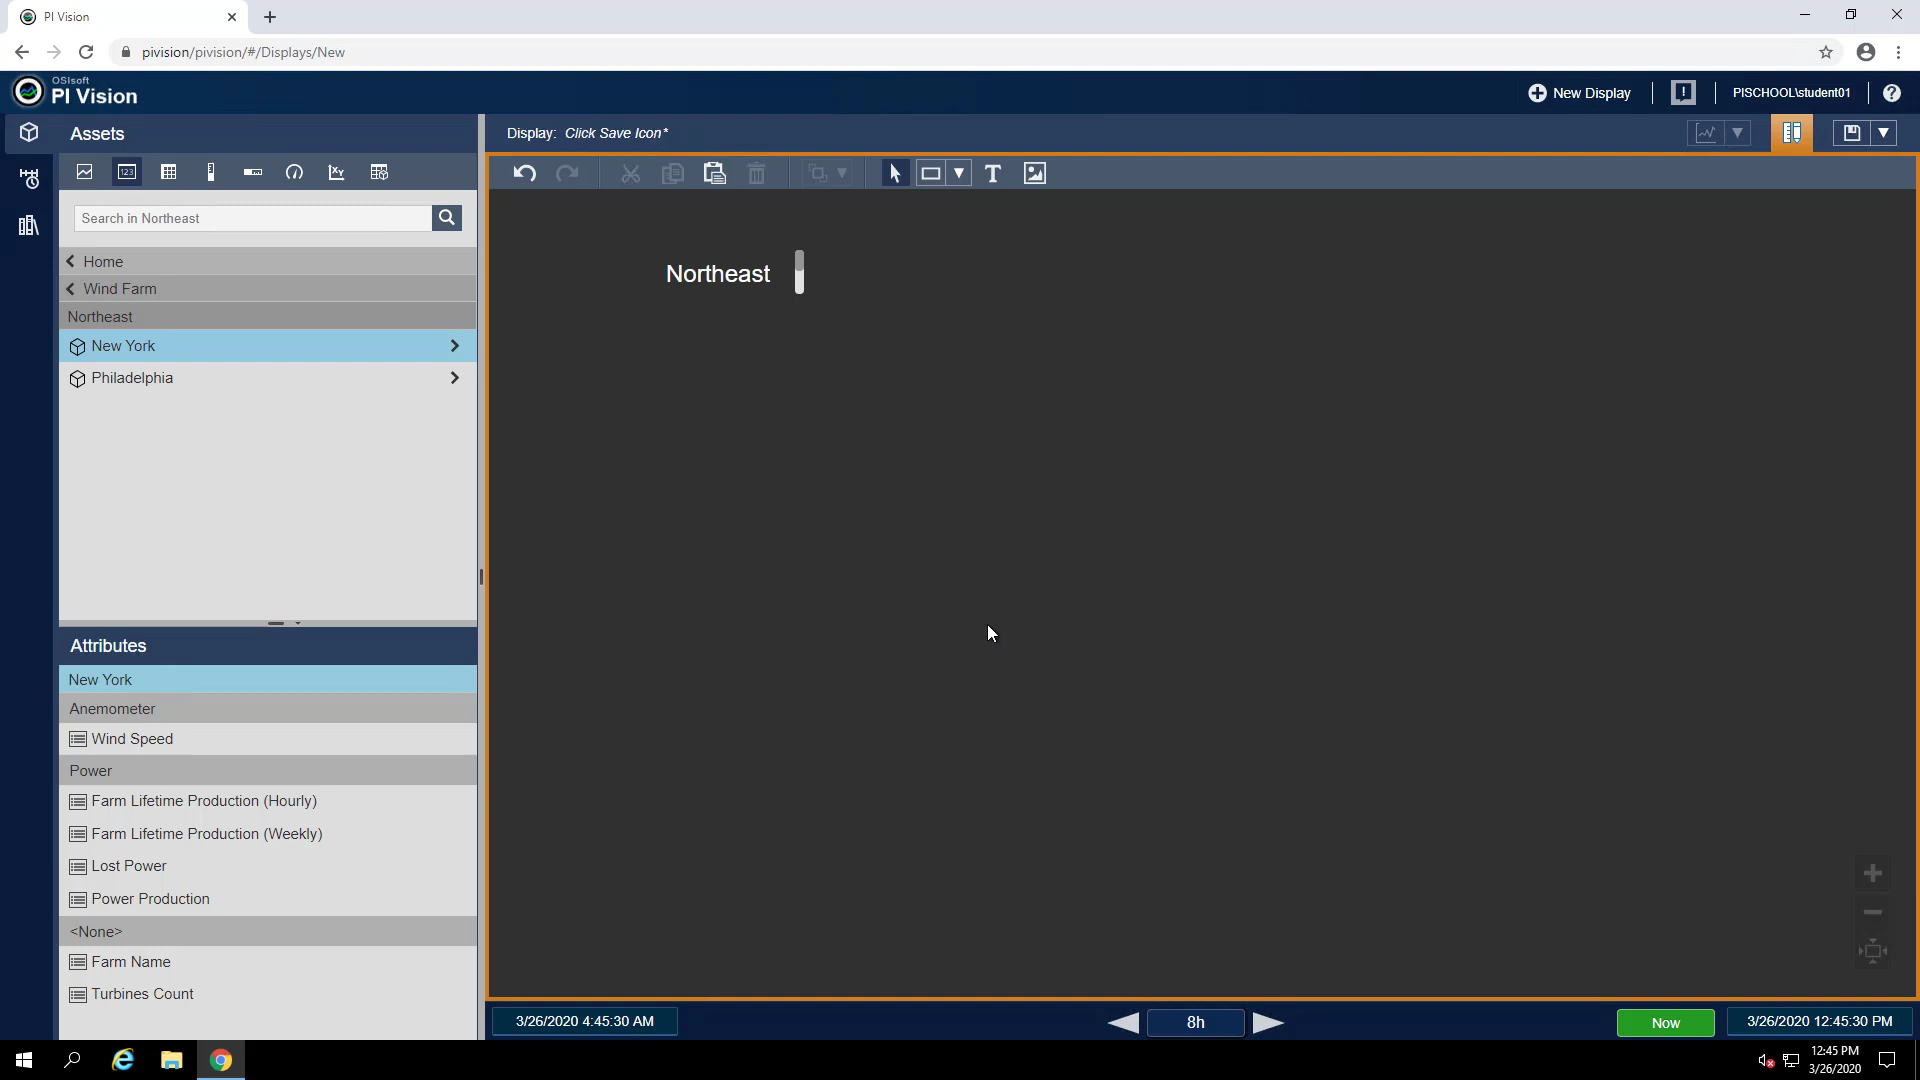 PI Vision
pivision/pivision/#/Displays/New
OSIsoft
PI Vision
New Display
PISCHOOL\student01
Assets
Display: Click Save Icon*
123
XY
T
Search in Northeast
Home
Wind Farm
Northeast
New York
Philadelphia
Northeast
Attributes
New York
Anemometer
Wind Speed
Power
Farm Lifetime Production (Hourly)
Farm Lifetime Production (Weekly)
Lost Power
Power Production
<None>
Farm Name
Turbines Count
3/26/2020 4:45:30 AM
8h
Now
3/26/2020 12:45:30 PM
12:45 PM
3/26/2020